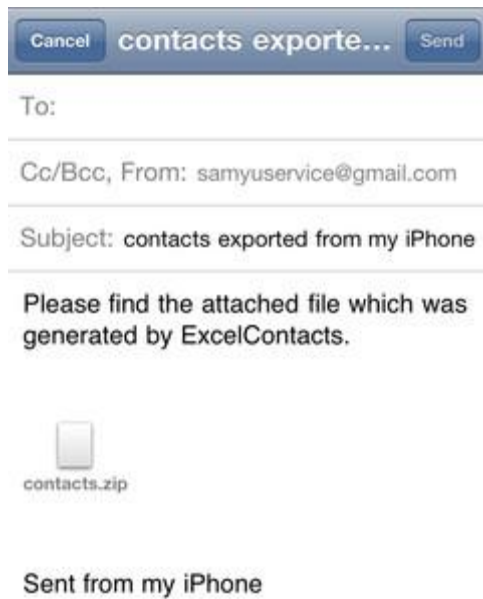 Cancel contacts exporte... Send
To:
Cc/Bcc, From: samyuservice@gmail.com
Subject: contacts exported from my iPhone
Please find the attached file which was
generated by ExcelContacts.
contacts.zip
Sent from my iPhone